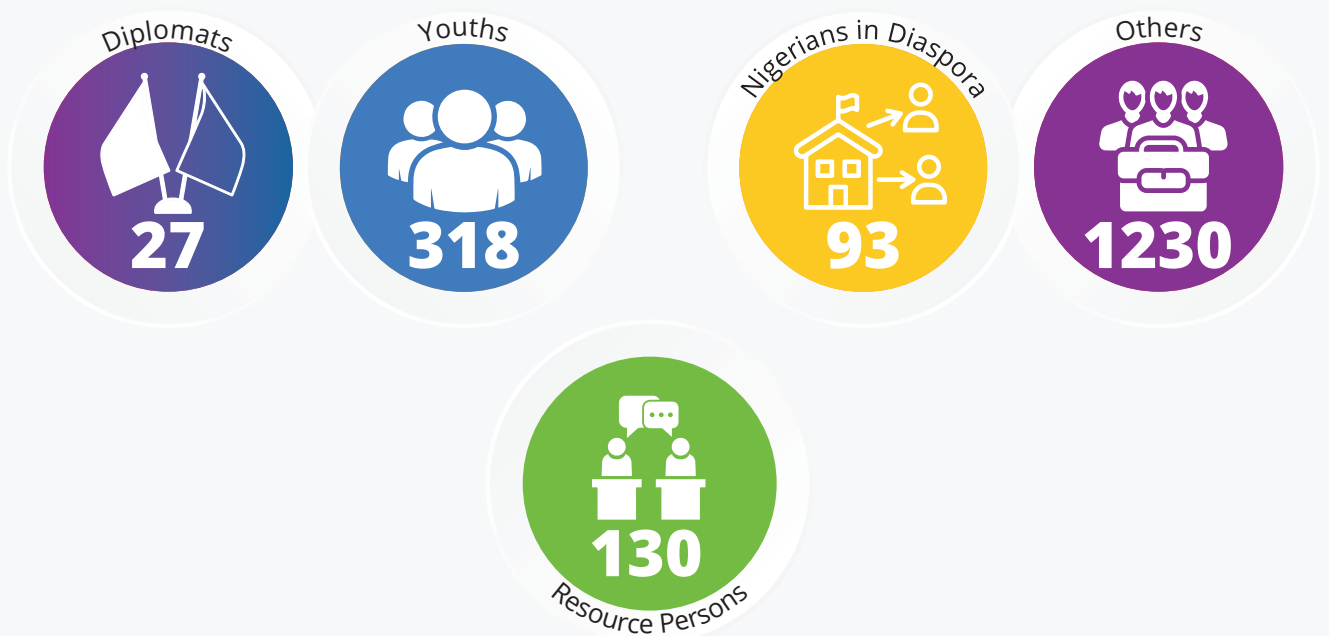 Diplomats
27
Youths
318
Nigerians in Diaspora
93
Others
1230
130
Resource Persons